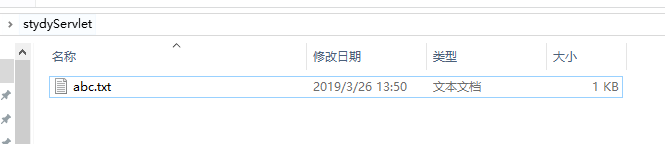 stydyServlet
名称 修改日期 类型 大小
abc.txt 2019/3/26 13:50 文本文档 1 KB